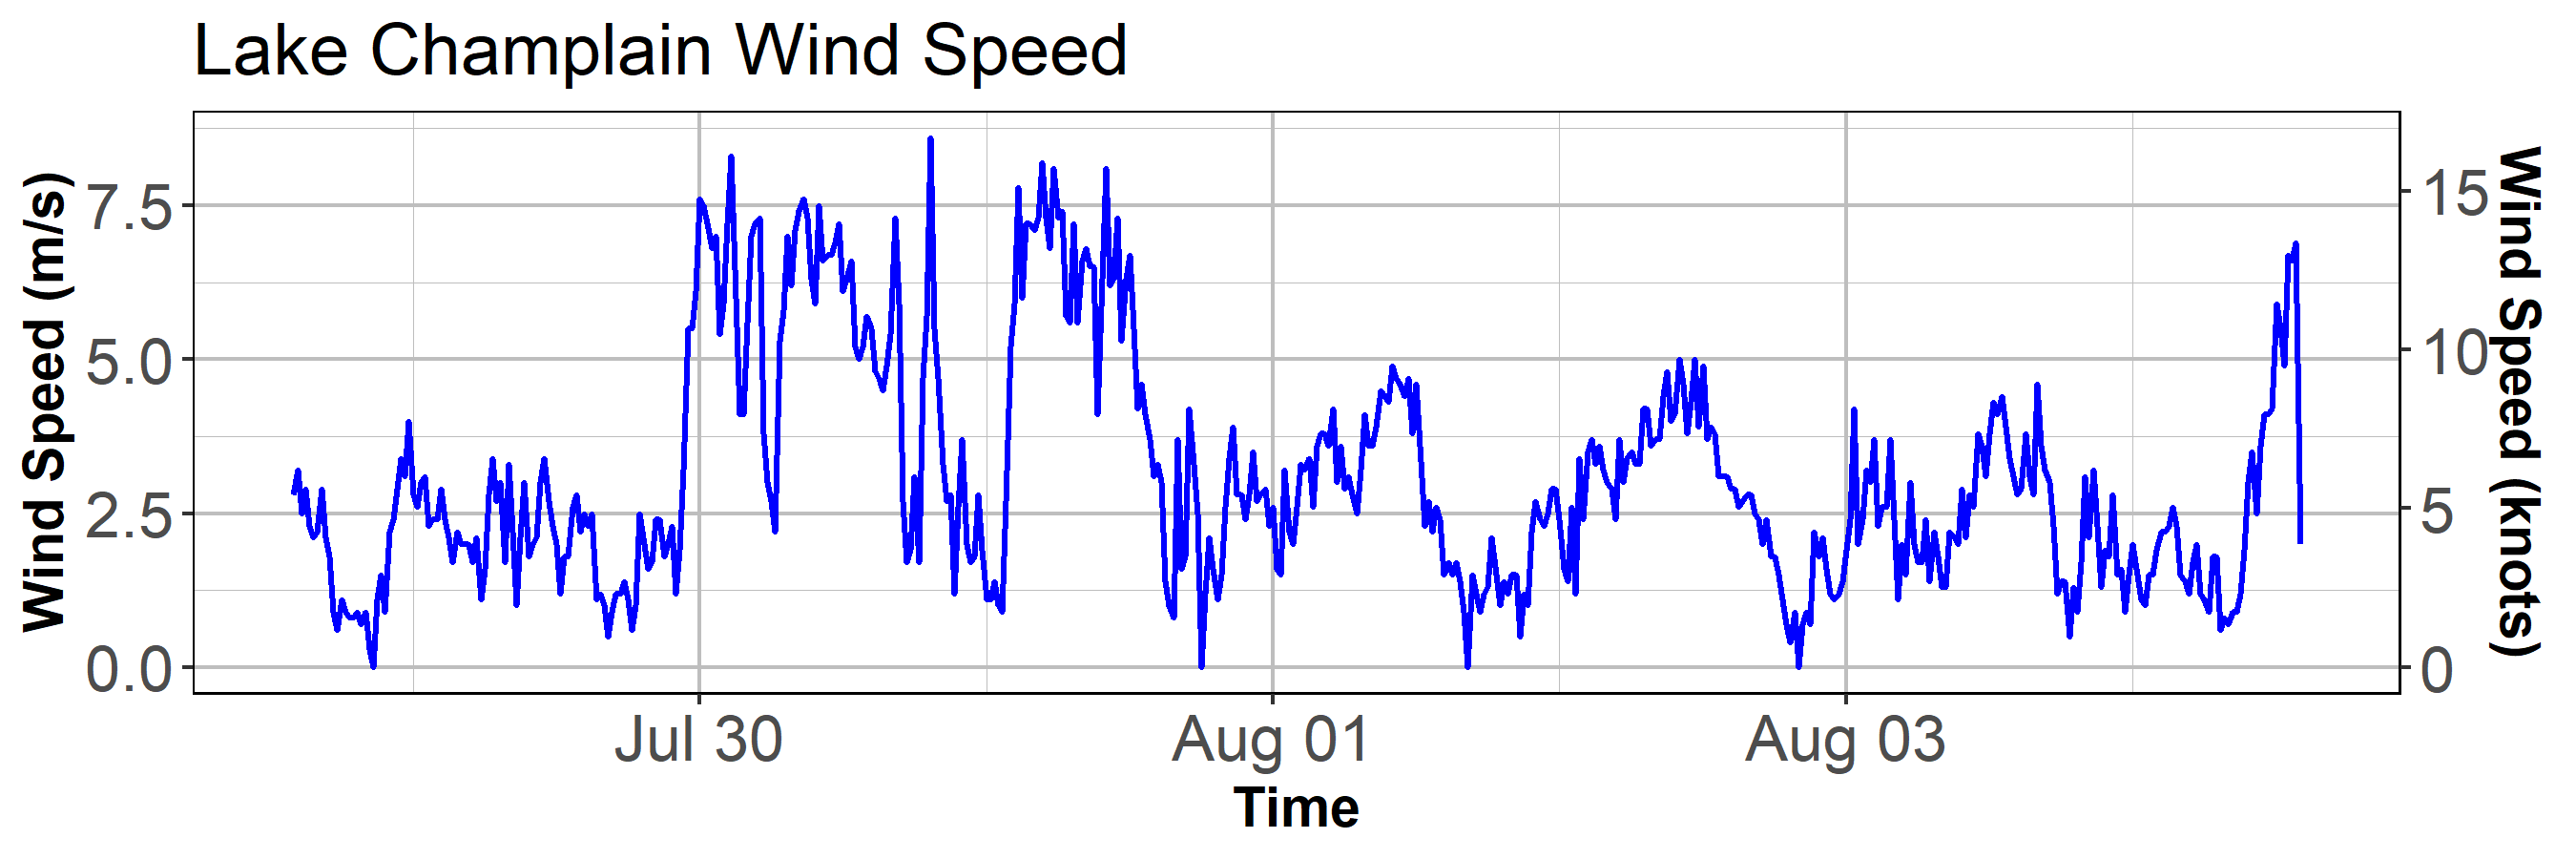 Lake Champlain Wind Speed
Wind Speed (m/s)
7.5
5.0
2.5
0.0
15
10
5
0
Wind Speed (knots)
Jul 30
Aug 01
Aug 03
Time